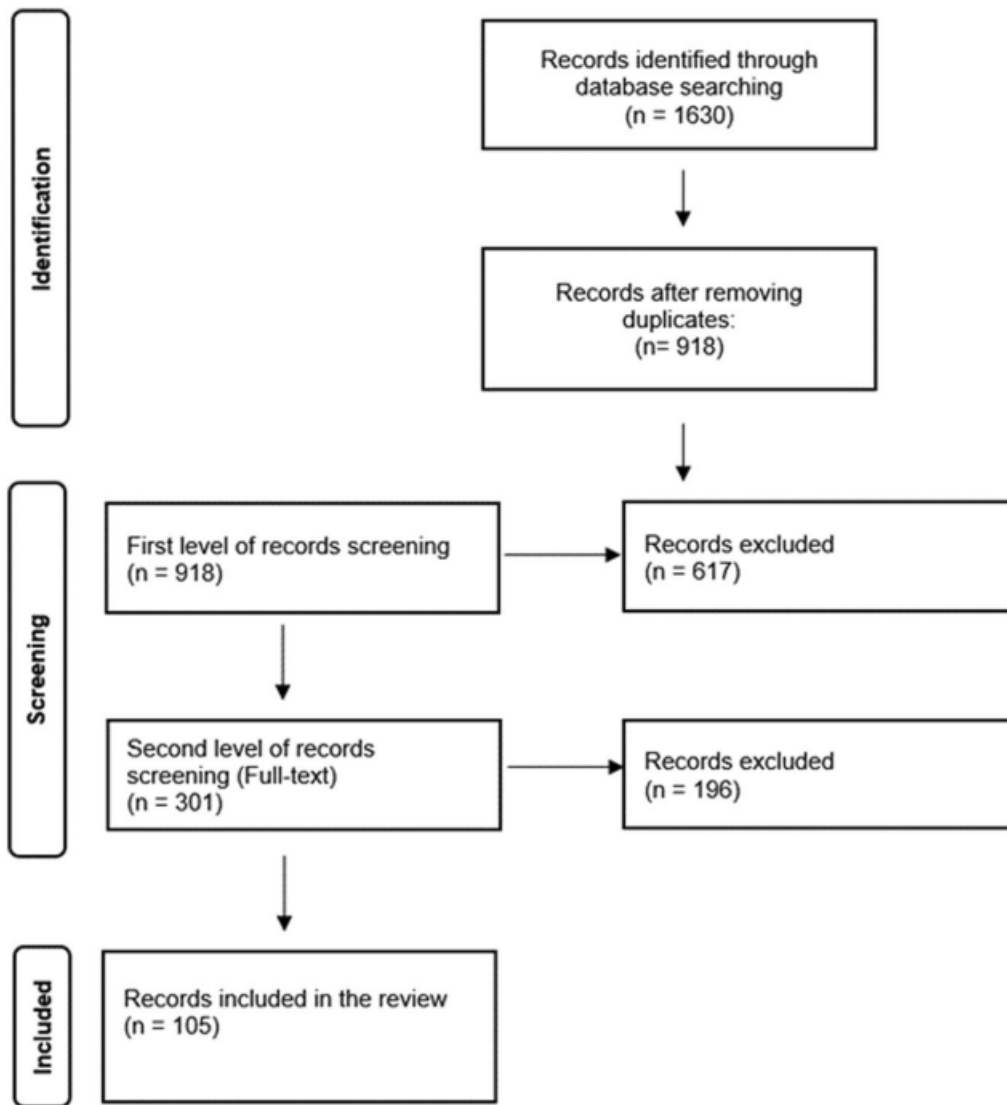 Identification
Records identified through
database searching
(n = 1630)
Records after removing
duplicates:
(n= 918)
Screening
First level of records screening
(n = 918)
Records excluded
(n = 617)
Second level of records
screening (Full-text)
(n = 301)
Records excluded
(n = 196)
Included
Records included in the review
(n = 105)